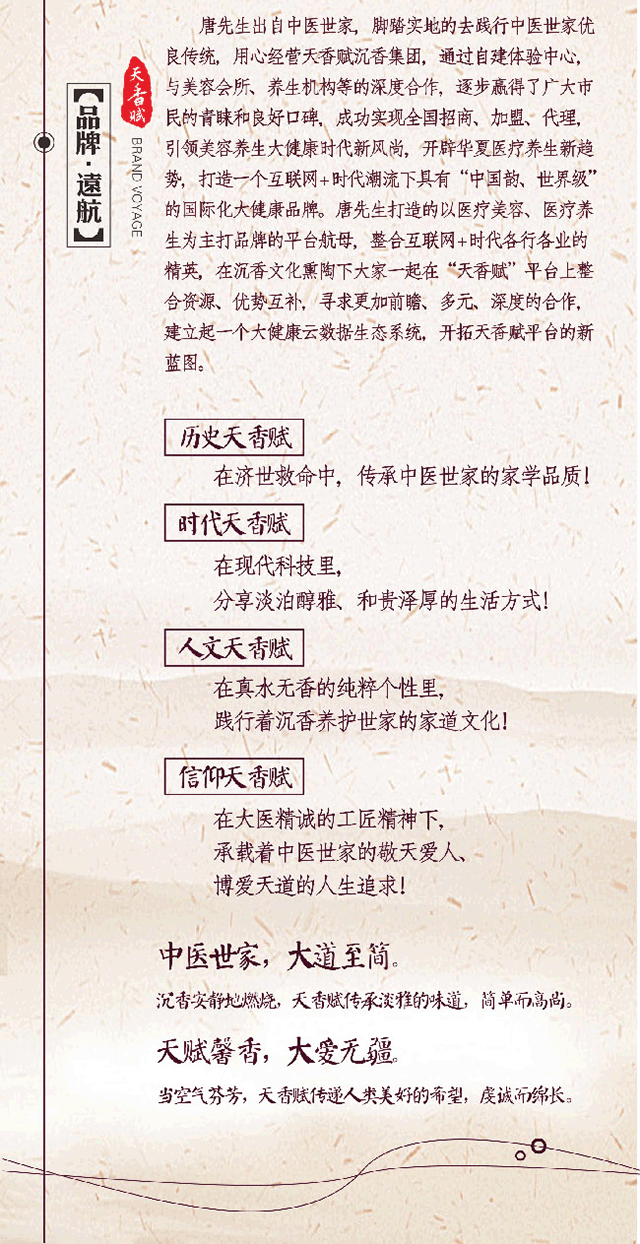 【品牌·遠航】
天香赋
BRAND VOYAGE
唐先生出自中医世家，脚踏实地的去践行中医世家优
良传统，用心经营天香赋沉香集团，通过自建体验中心，
与美容会所、养生机构等的深度合作，逐步赢得了广大市
民的青睐和良好口碑，成功实现全国招商、加盟、代理，
引领美容养生大健康时代新风尚，开辟华夏医疗养生新趋
势，打造一个互联网+时代潮流下具有“中国韵、世界级”
的国际化大健康品牌。唐先生打造的以医疗美容、医疗养
生为主打品牌的平台航母，整合互联网+时代各行各业的
精英，在沉香文化熏陶下大家一起在“天香赋”平台上整
合资源、优势互补，寻求更加前瞻、多元、深度的合作，
建立起一个大健康云数据生态系统，开拓天香赋平台的新
蓝图。
历史天香赋
在济世救命中，传承中医世家的家学品质！
时代天香赋
在现代科技里，
分享淡泊醇雅、和贵泽厚的生活方式！
人文天香赋
在真水无香的纯粹个性里，
践行着沉香养护世家的家道文化！
信仰天香赋
在大医精诚的工匠精神下，
承载着中医世家的敬天爱人、
博爱天道的人生追求！
中医世家，大道至简。
沉香安静地燃烧，天香赋传承淡雅的味道，简单而高尚。
天赋馨香，大爱无疆。
当空气芬芳，天香赋传递人类美好的希望，虔诚而绵长。